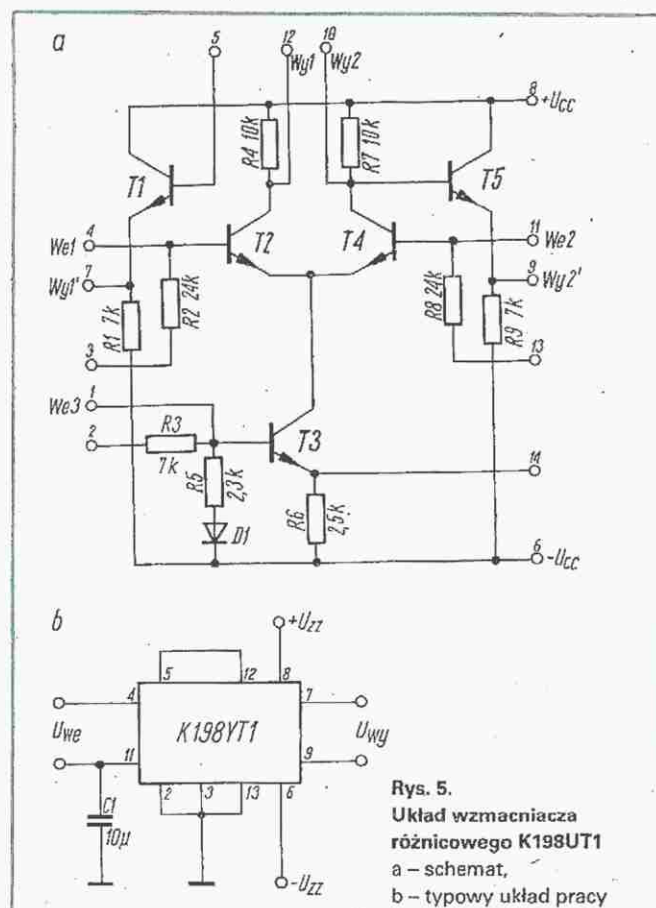 a
5
12
Wy1
10
Wy2
8
+Ucc
R4 10k
R7 10k
T1
T5
We1
4
T2
T4
11
We2
Wy1'
7
9
Wy2'
R1 7k
R2 24k
R8 24k
R9 7k
3
13
We3
1
2
R3
7k
T3
14
R5
2,3k
R6
2,5k
D1
6
-Ucc
b
+Uzz
5
12
8
4
7
Uwe
K198YT1
Uwy
11
9
2
3
13
6
C1
10μ
-Uzz
Rys. 5.
Układ wzmacniacza
różnicowego K198UT1
a – schemat,
b – typowy układ pracy